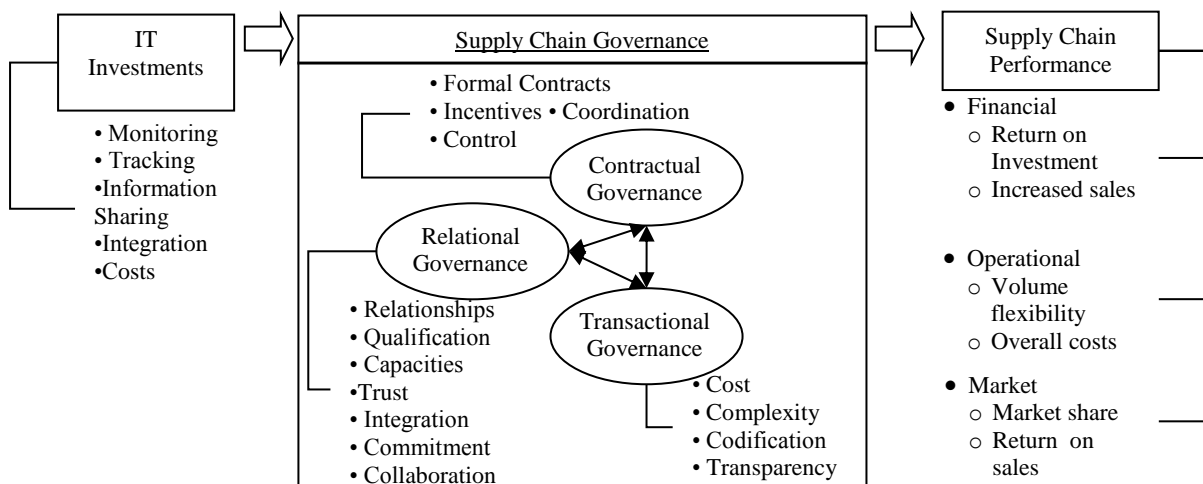 IT
Investments
• Monitoring
• Tracking
•Information
Sharing
•Integration
•Costs
Supply Chain Governance
• Formal Contracts
• Incentives • Coordination
• Control
Contractual
Governance
Relational
Governance
Transactional
Governance
• Relationships
• Qualification
• Capacities
•Trust
• Integration
• Commitment
• Collaboration
• Cost
• Complexity
• Codification
• Transparency
Supply Chain
Performance
• Financial
o Return on
Investment
o Increased sales
• Operational
o Volume
flexibility
o Overall costs
• Market
o Market share
o Return on
sales